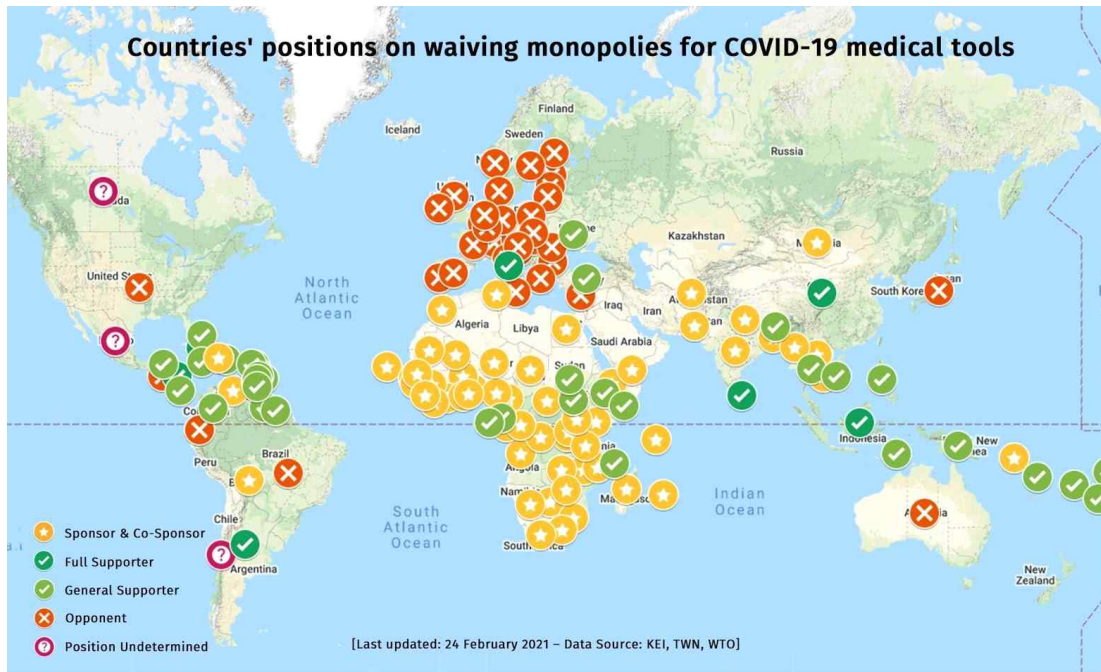 Countries' positions on waiving monopolies for COVID-19 medical tools
Iceland
Finland
Sweden
Russia
Kazakhstan
United
North
Atlantic
Ocean
South
Iraq
Iran
Algeria
Libya
Saudi Arabia
Sudan
Brazil
Peru
Angola
Indonesia
New
South
Atlantic
Ocean
Indian
Ocean
Chile
Argentina
New
Zealand
Sponsor & Co-Sponsor
Full Supporter
General Supporter
Opponent
Position Undetermined
[Last updated: 24 February 2021 – Data Source: KEI, TWN, WTO]